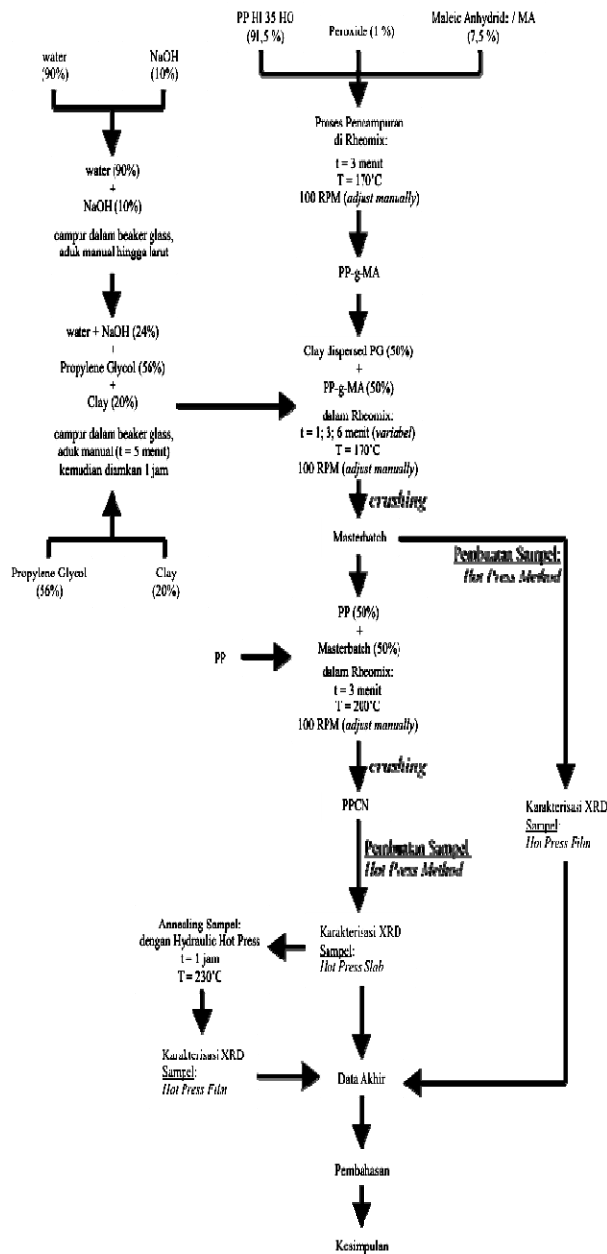 PP HI 35 HO
(91,5 %)
Peroxide (1 %)
Maleic Anhydride / MA
(7,5 %)
water
(90%)
NaOH
(10%)
Proses Pencampuran
di Rheomix:
t = 3 menit
T = 170°C
100 RPM (adjust manually)
water (90%)
+
NaOH (10%)
campur dalam beaker glass,
aduk manual hingga larut
PP-g-MA
water + NaOH (24%)
+
Propylene Glycol (56%)
+
Clay (20%)
campur dalam beaker glass,
aduk manual (t = 5 menit)
kemudian diamkan 1 jam
Clay dispersed PG (50%)
+
PP-g-MA (50%)
dalam Rheomix:
t = 1; 3; 6 menit (variabel)
T = 170°C
100 RPM (adjust manually)
crushing
Propylene Glycol
(56%)
Clay
(20%)
Masterbatch
Pembuatan Sampel:
Hot Press Method
PP
PP (50%)
+
Masterbatch (50%)
dalam Rheomix:
t = 3 menit
T = 200°C
100 RPM (adjust manually)
crushing
PPCN
Karakterisasi XRD
Sampel:
Hot Press Film
Pembuatan Sampel
Hot Press Method
Annealing Sampel:
dengan Hydraulic Hot Press
t = 1 jam
T = 230°C
Karakterisasi XRD
Sampel:
Hot Press Slab
Karakterisasi XRD
Sampel:
Hot Press Film
Data Akhir
Pembahasan
Kesimpulan